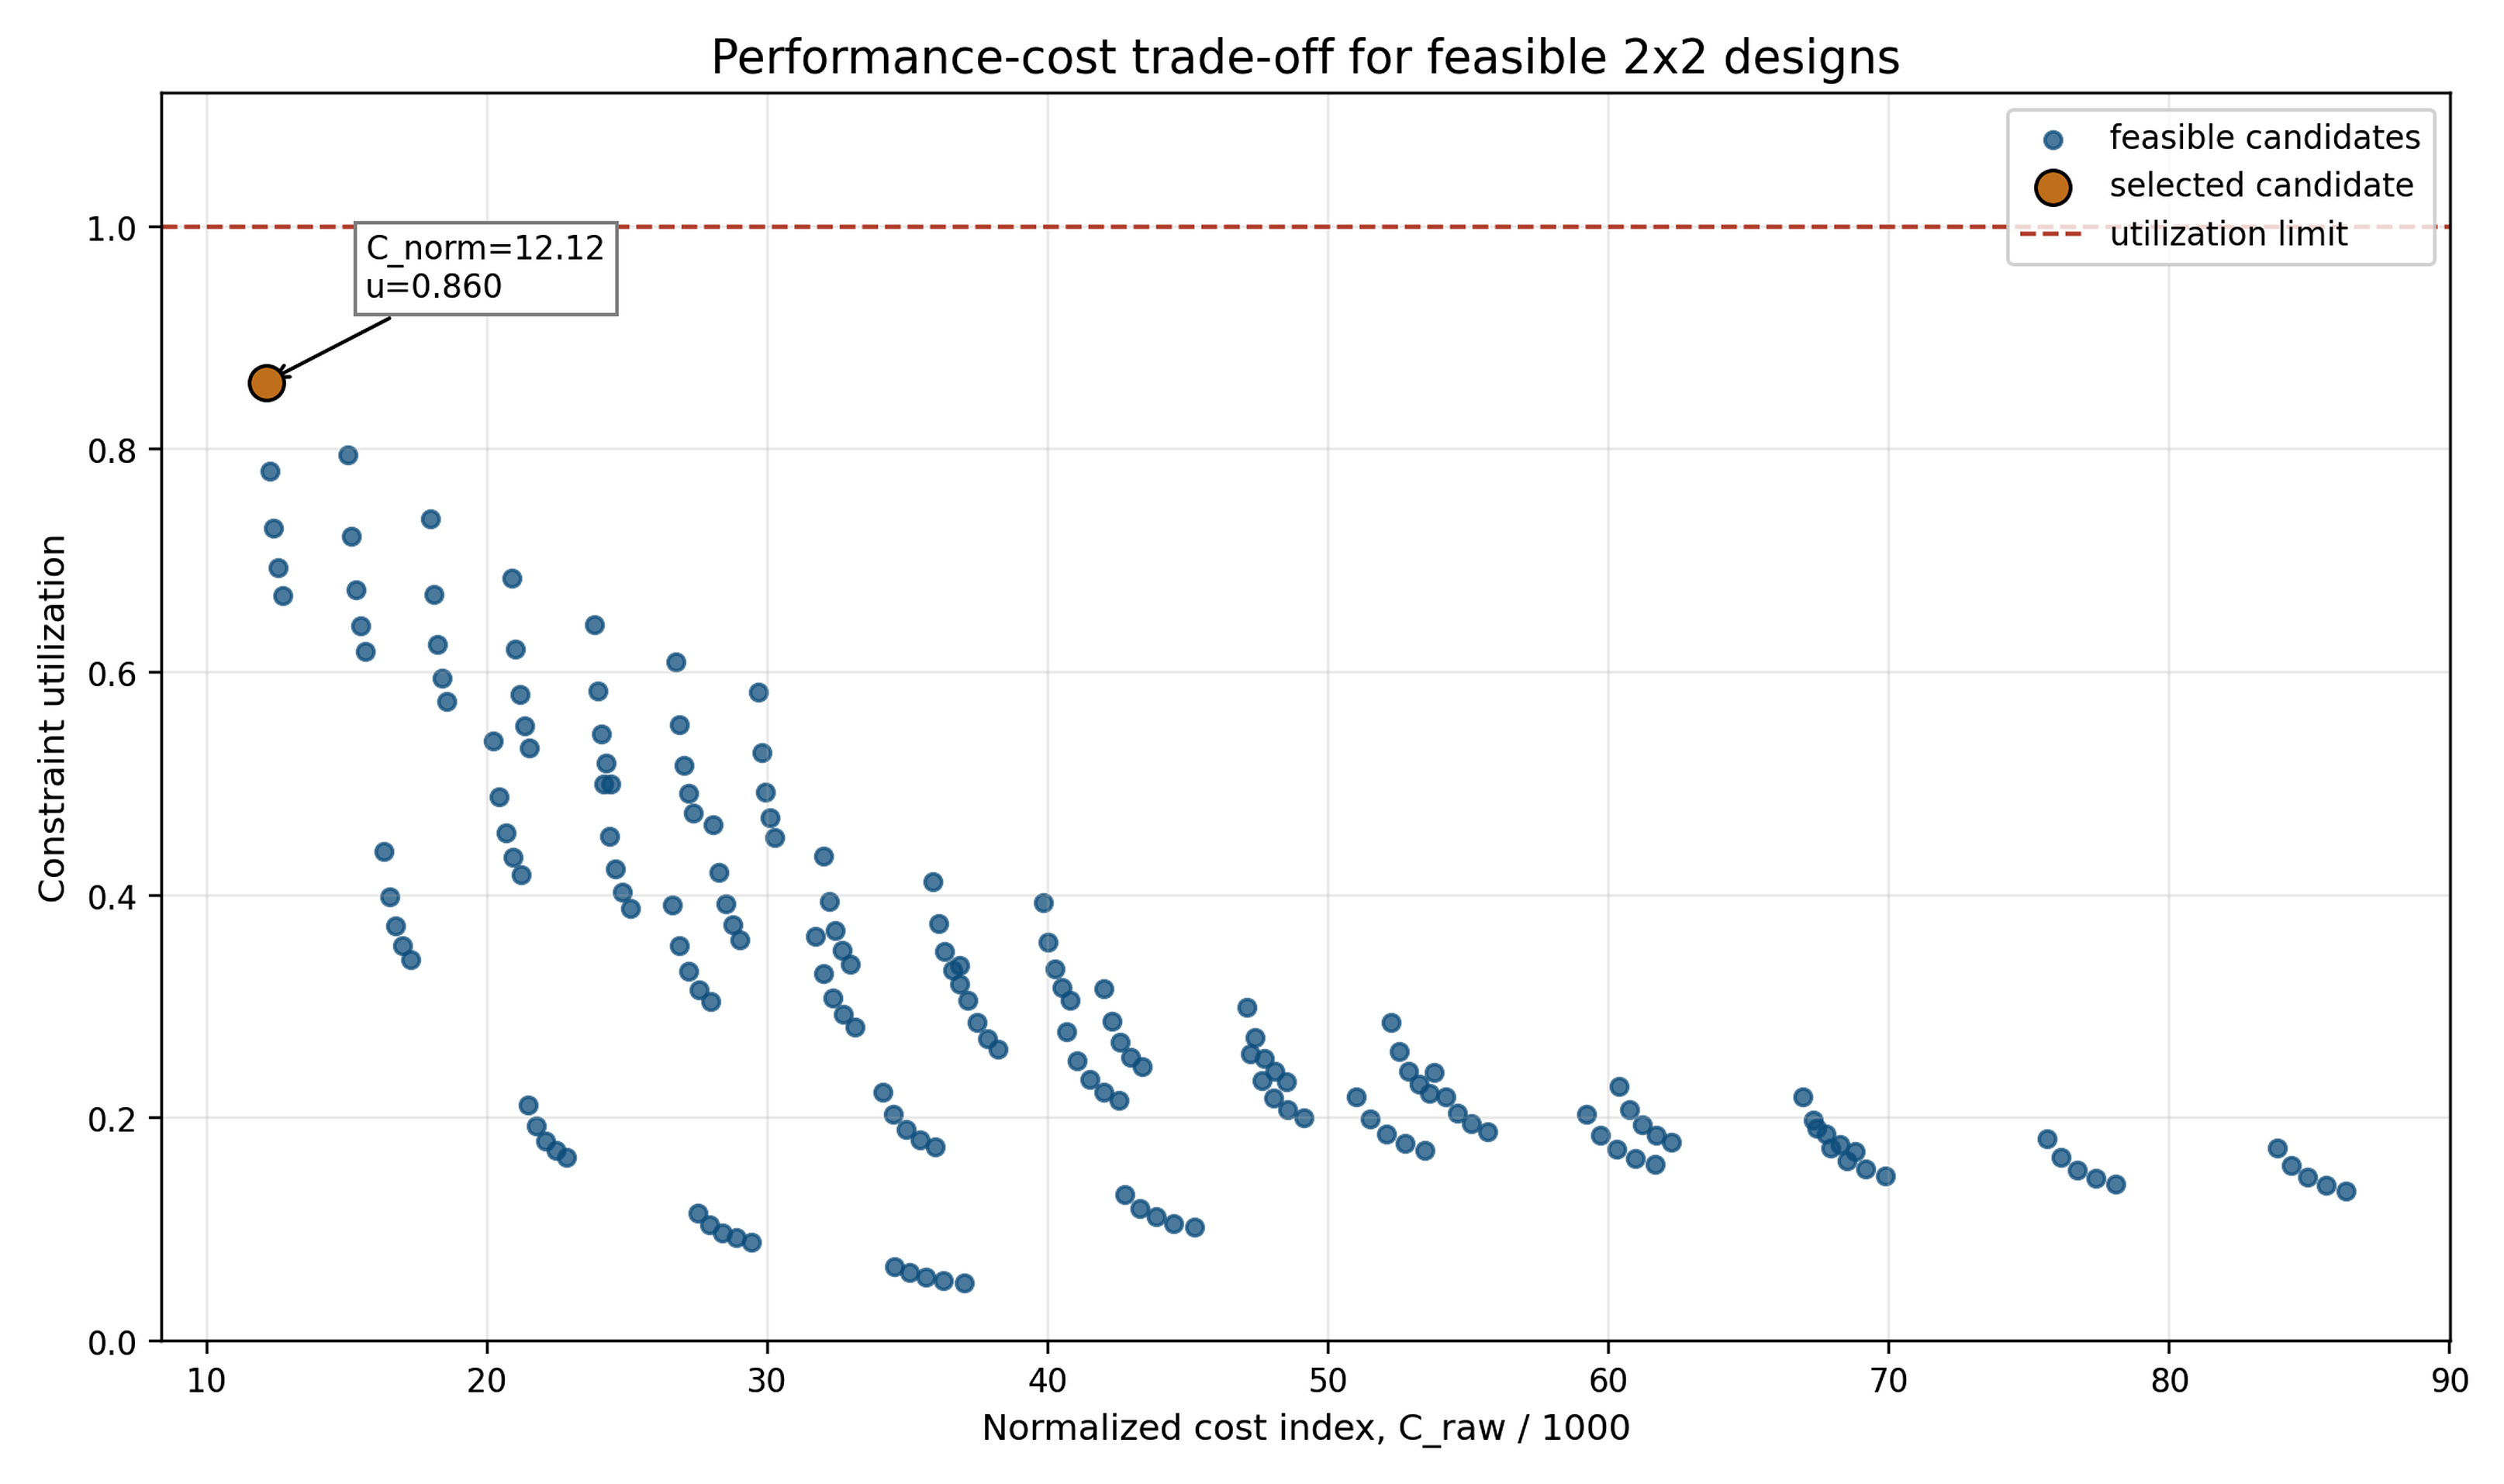 Performance-cost trade-off for feasible 2x2 designs
feasible candidates
selected candidate
utilization limit
C_norm=12.12
u=0.860
Constraint utilization
1.0
0.8
0.6
0.4
0.2
0.0
10 20 30 40 50 60 70 80 90
Normalized cost index, C_raw / 1000